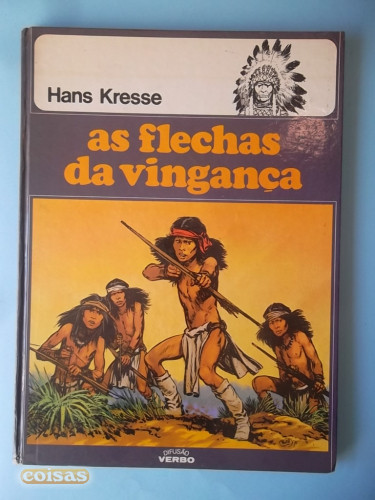 Hans Kresse
as flechas
da vingança
DIFUSÃO
VERBO
coisas